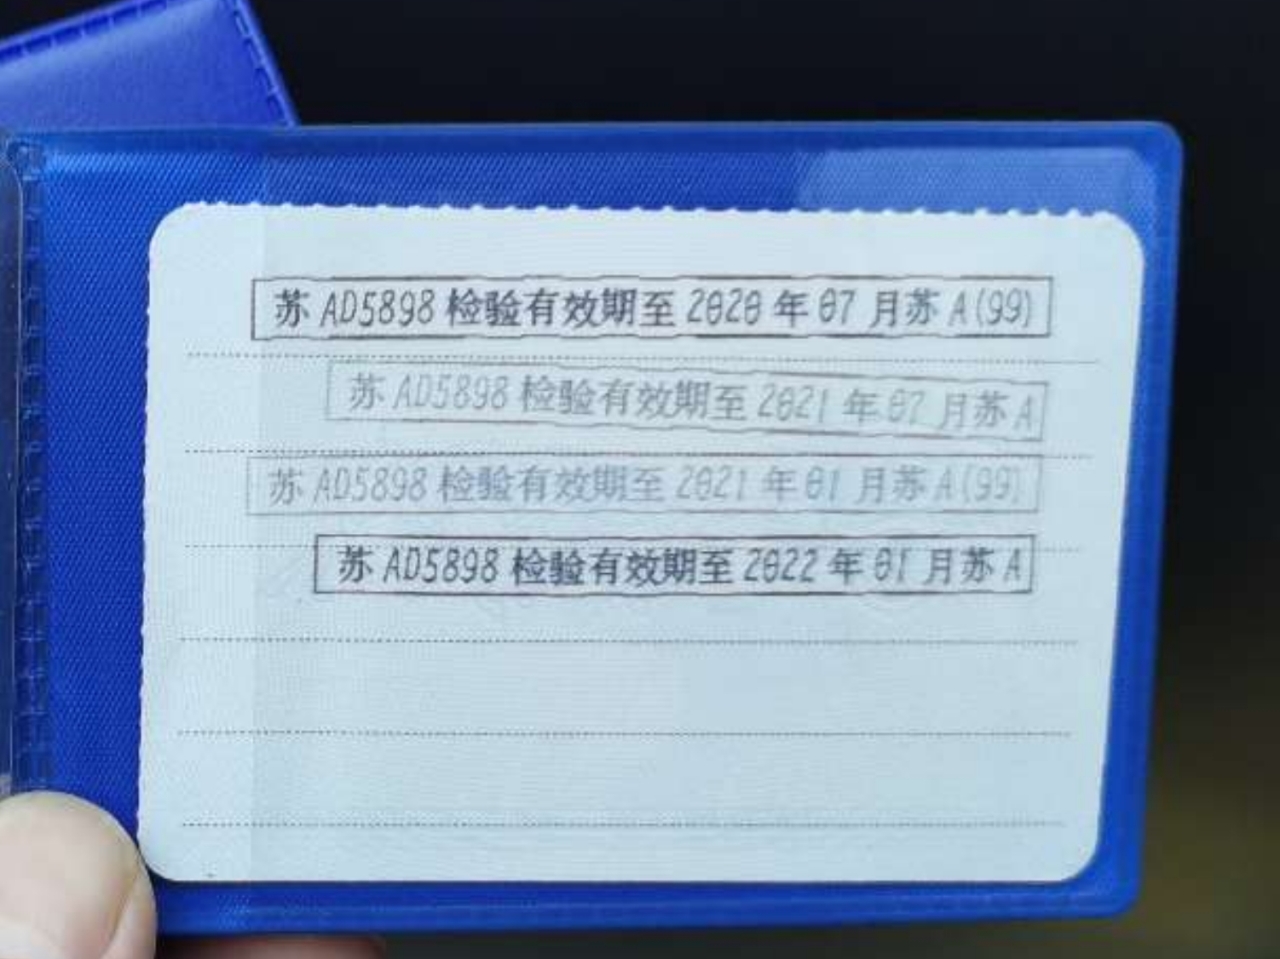 苏 AD5898 检验有效期至 2020 年 07 月苏 A(99)
苏 AD5898 检验有效期至 2021 年 07 月苏 A
苏 AD5898 检验有效期至 2021 年 01 月苏 A(99)
苏 AD5898 检验有效期至 2022 年 01 月苏 A